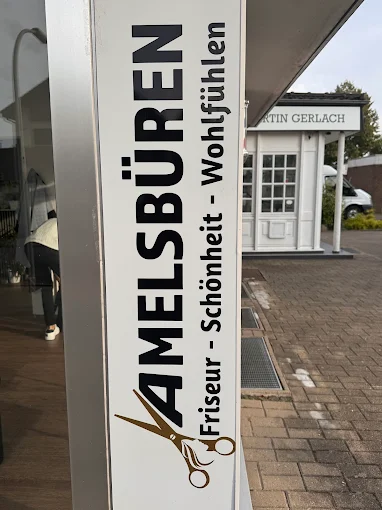 AMELSBÜREN
Friseur - Schönheit - Wohlfühlen
RTIN GERLACH